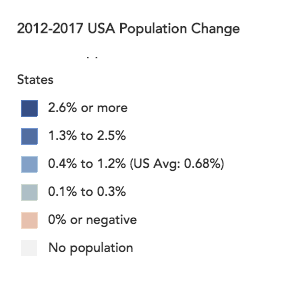 2012-2017 USA Population Change
States
2.6% or more
1.3% to 2.5%
0.4% to 1.2% (US Avg: 0.68%)
0.1% to 0.3%
0% or negative
No population